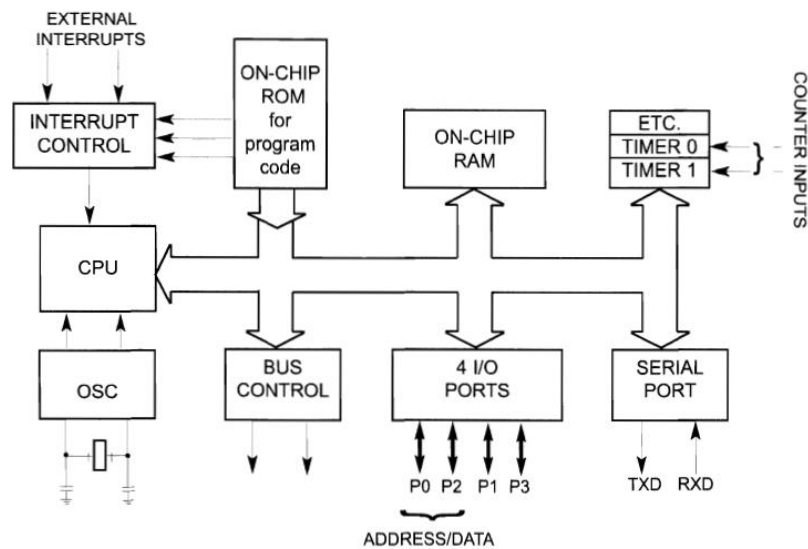 EXTERNAL
INTERRUPTS
INTERRUPT
CONTROL
ON-CHIP
ROM
for
program
code
ON-CHIP
RAM
ETC.
TIMER 0
TIMER 1
COUNTER INPUTS
CPU
OSC
BUS
CONTROL
4 I/O
PORTS
SERIAL
PORT
P0 P2 P1 P3
TXD RXD
ADDRESS/DATA